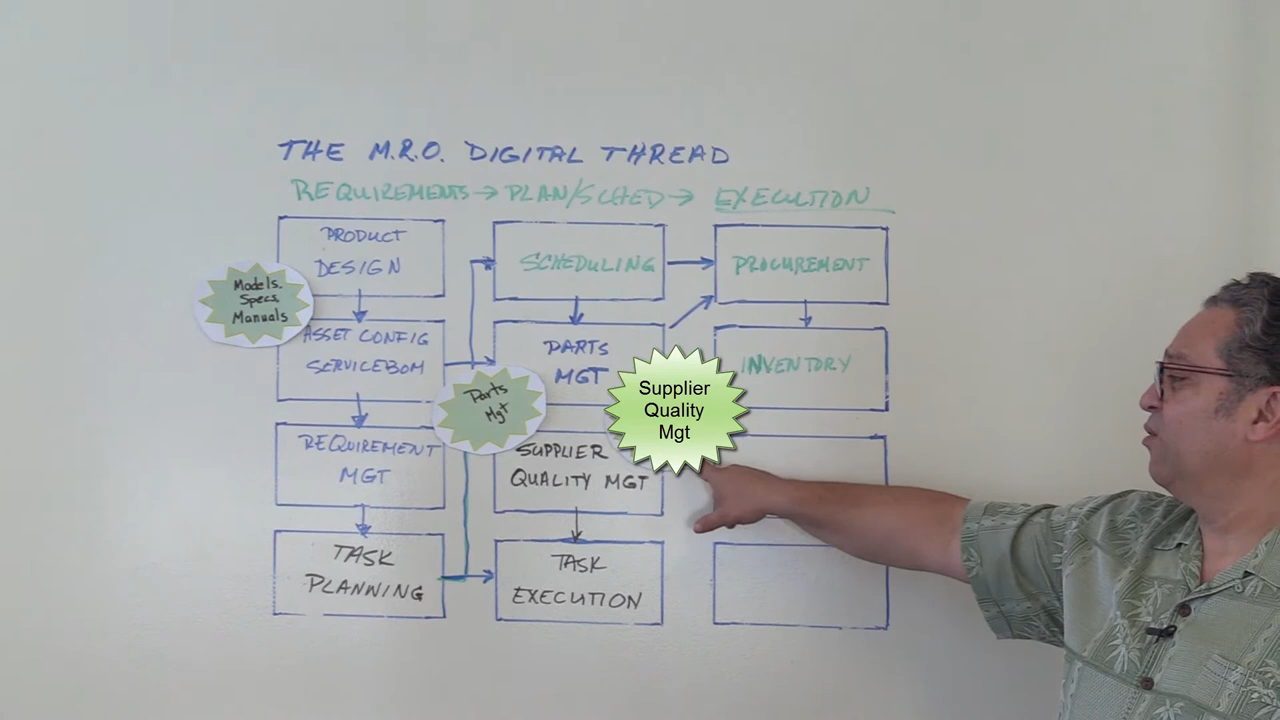 THE M.R.O. DIGITAL THREAD
REQUIREMENTS → PLAN/SCHED → EXECUTION
PRODUCT
DESIGN
Models.
Specs.
Manuals
ASSET CONFIG
SERVICEBOM
REQUIREMENT
MGT
TASK
PLANNING
SCHEDULING
PARTS
MGT
Parts
Mgt
Supplier
Quality
Mgt
SUPPLIER
QUALITY MGT
TASK
EXECUTION
PROCUREMENT
INVENTORY